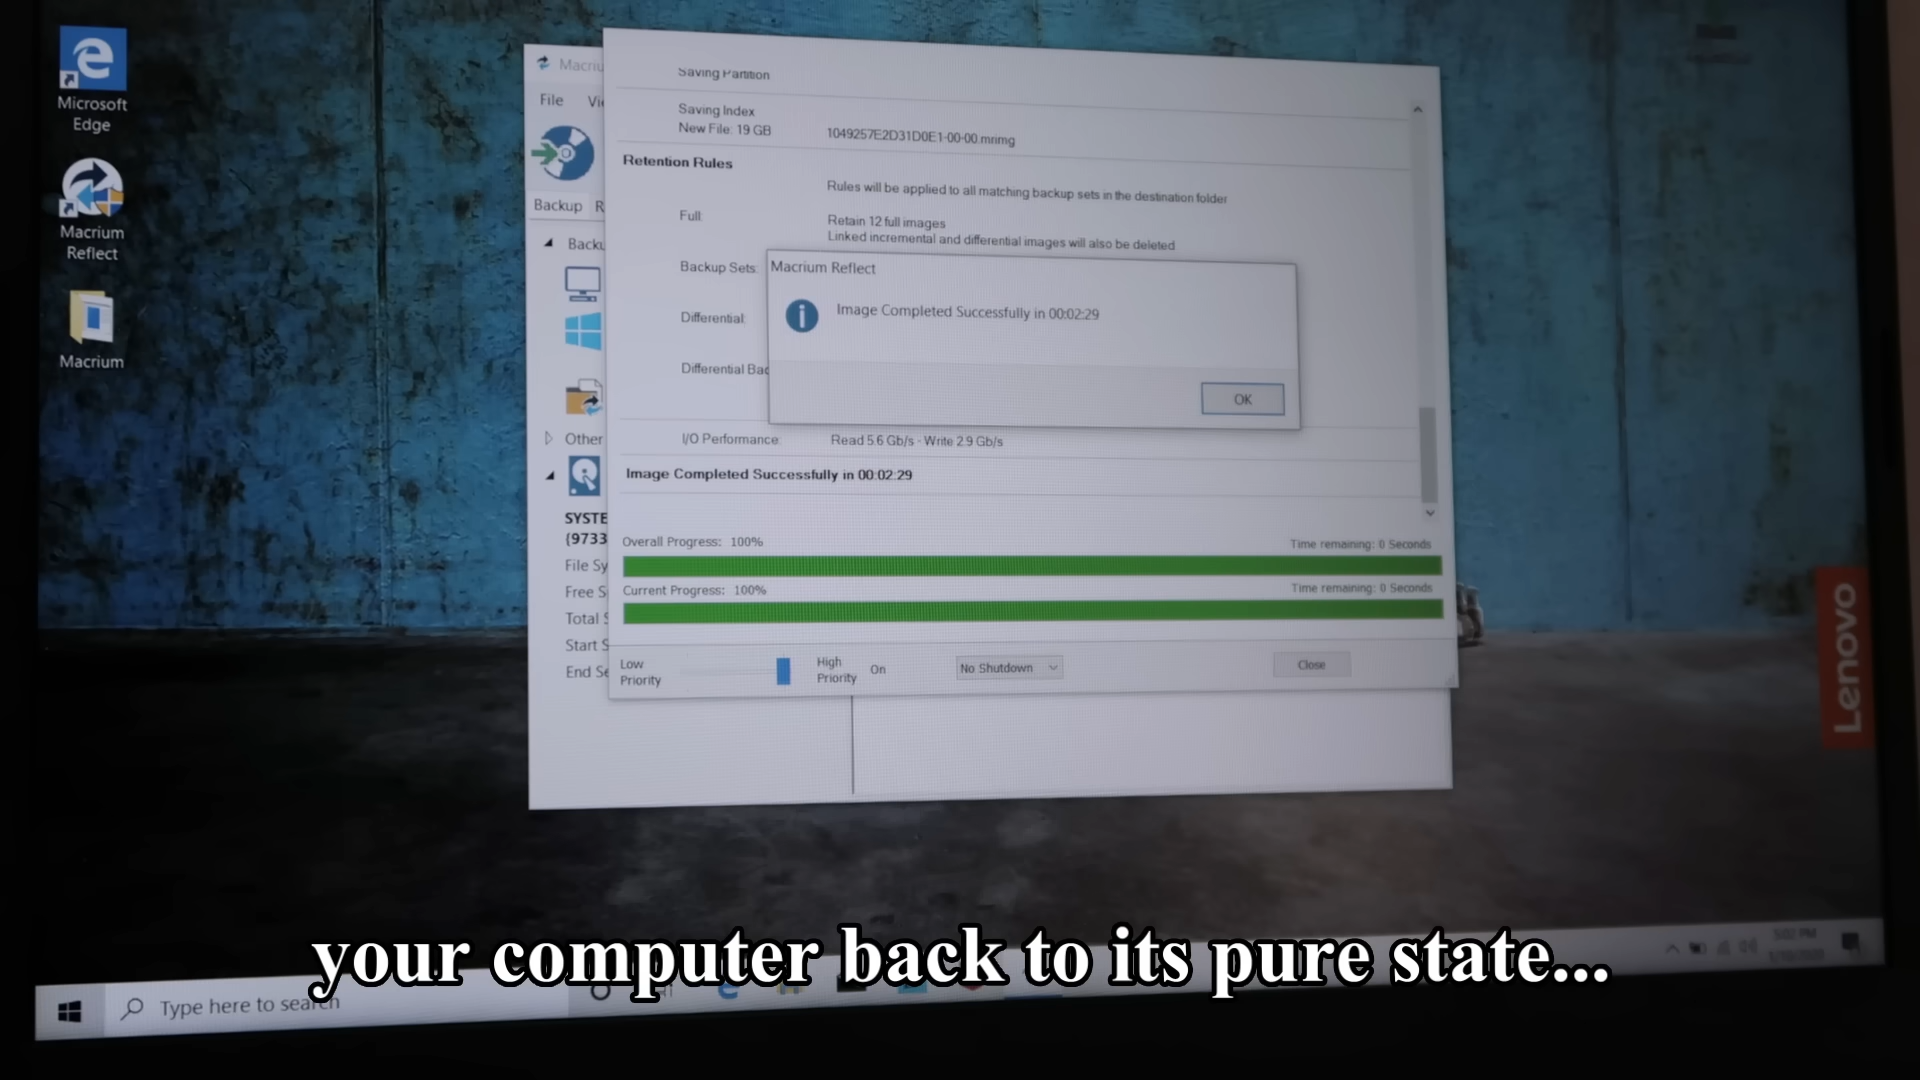 Microsoft
Edge
Macrium
Reflect
Macrium
File
Backup
Other
SYSTE
(9733
File Sy
Free S
Total S
Start S
End Se
Saving Partition
Saving Index
New File: 19 GB 1049257E2D31D0E1-00-00.mrimg
Retention Rules
Rules will be applied to all matching backup sets in the destination folder
Full: Retain 12 full images
Linked incremental and differential images will also be deleted
Backup Sets:
Differential:
Differential Bac
Macrium Reflect
Image Completed Successfully in 00:02:29
OK
I/O Performance: Read 5.6 Gb/s - Write 2.9 Gb/s
Image Completed Successfully in 00:02:29
Overall Progress: 100% Time remaining: 0 Seconds
Current Progress: 100% Time remaining: 0 Seconds
Low
Priority
High
Priority
On
No Shutdown
Close
Lenovo
your computer back to its pure state...
Type here to search
5:02 PM